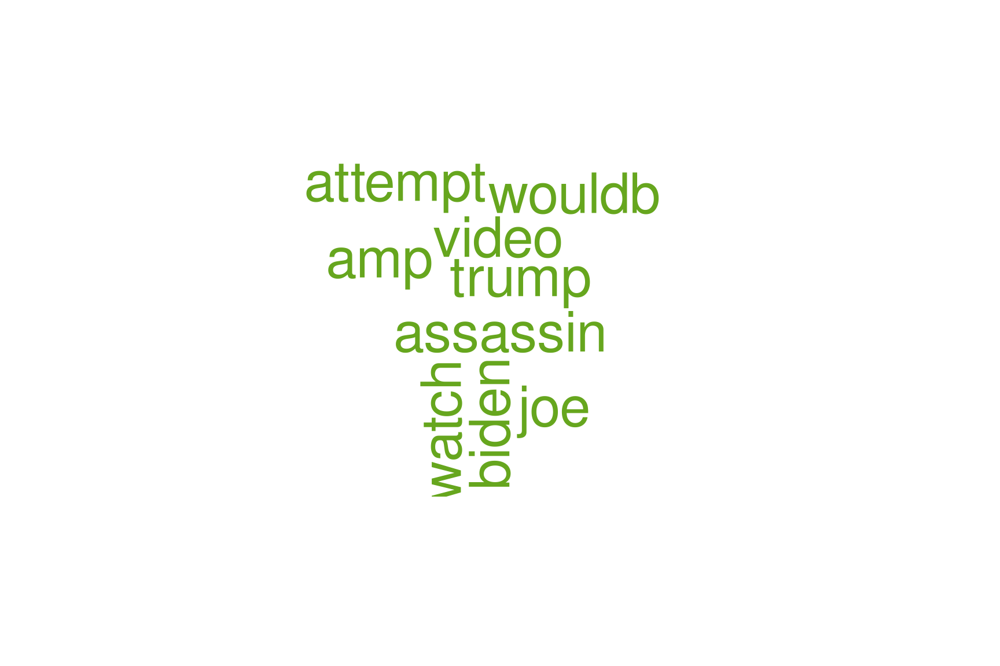 attempt
wouldb
video
amp
trump
assassin
watch
biden
joe